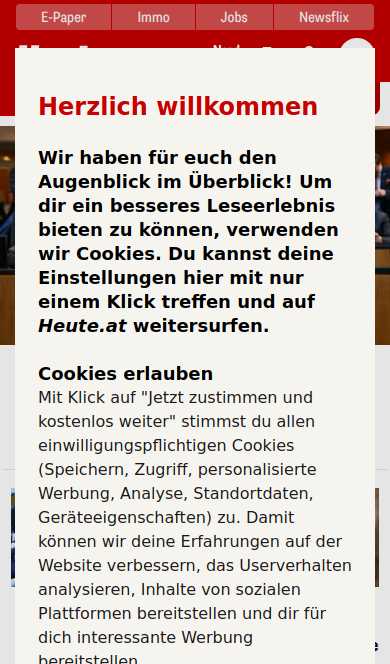 E-Paper
Immo
Jobs
Newsflix
Herzlich willkommen
Wir haben für euch den
Augenblick im Überblick! Um
dir ein besseres Leseerlebnis
bieten zu können, verwenden
wir Cookies. Du kannst deine
Einstellungen hier mit nur
einem Klick treffen und auf
Heute.at weitersurfen.
Cookies erlauben
Mit Klick auf "Jetzt zustimmen und
kostenlos weiter" stimmst du allen
einwilligungspflichtigen Cookies
(Speichern, Zugriff, personalisierte
Werbung, Analyse, Standortdaten,
Geräteeigenschaften) zu. Damit
können wir deine Erfahrungen auf der
Website verbessern, das Userverhalten
analysieren, Inhalte von sozialen
Plattformen bereitstellen und dir für
dich interessante Werbung
bereitstellen